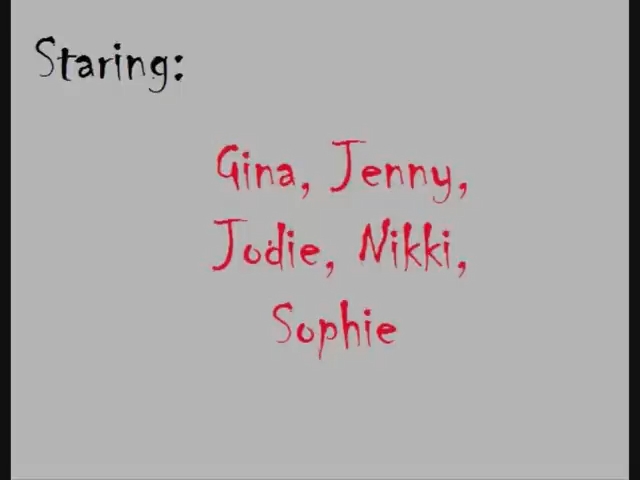 Staring:
Gina, Jenny,
Jodie, Nikki,
Sophie